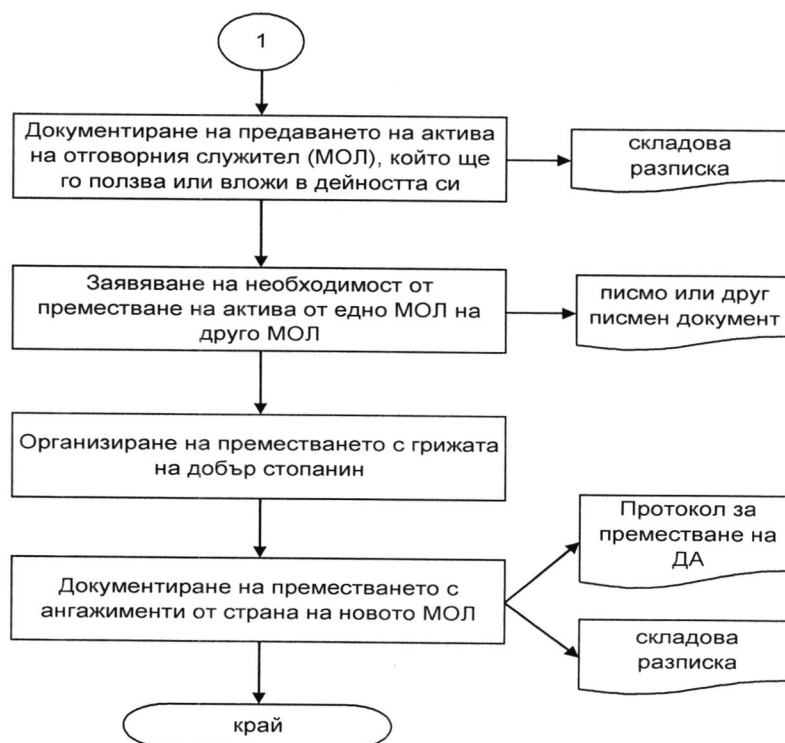 1
Документиране на предаването на актива
на отговорния служител (МОЛ), който ще
го ползва или вложи в дейността си
складова
разписка
Заявяване на необходимост от
преместване на актива от едно МОЛ на
друго МОЛ
писмо или друг
писмен документ
Организиране на преместването с грижата
на добър стопанин
Документиране на преместването с
ангажименти от страна на новото МОЛ
Протокол за
преместване на
ДА
складова
разписка
край